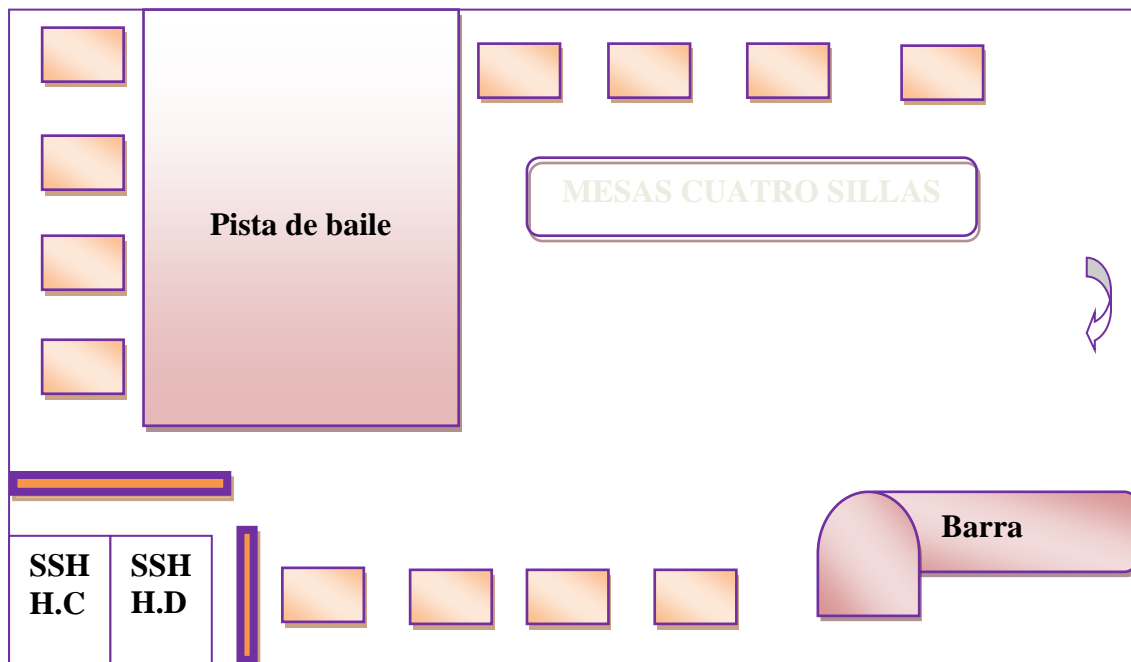 MESAS CUATRO SILLAS
Pista de baile
Barra
SSH
H.C
SSH
H.D